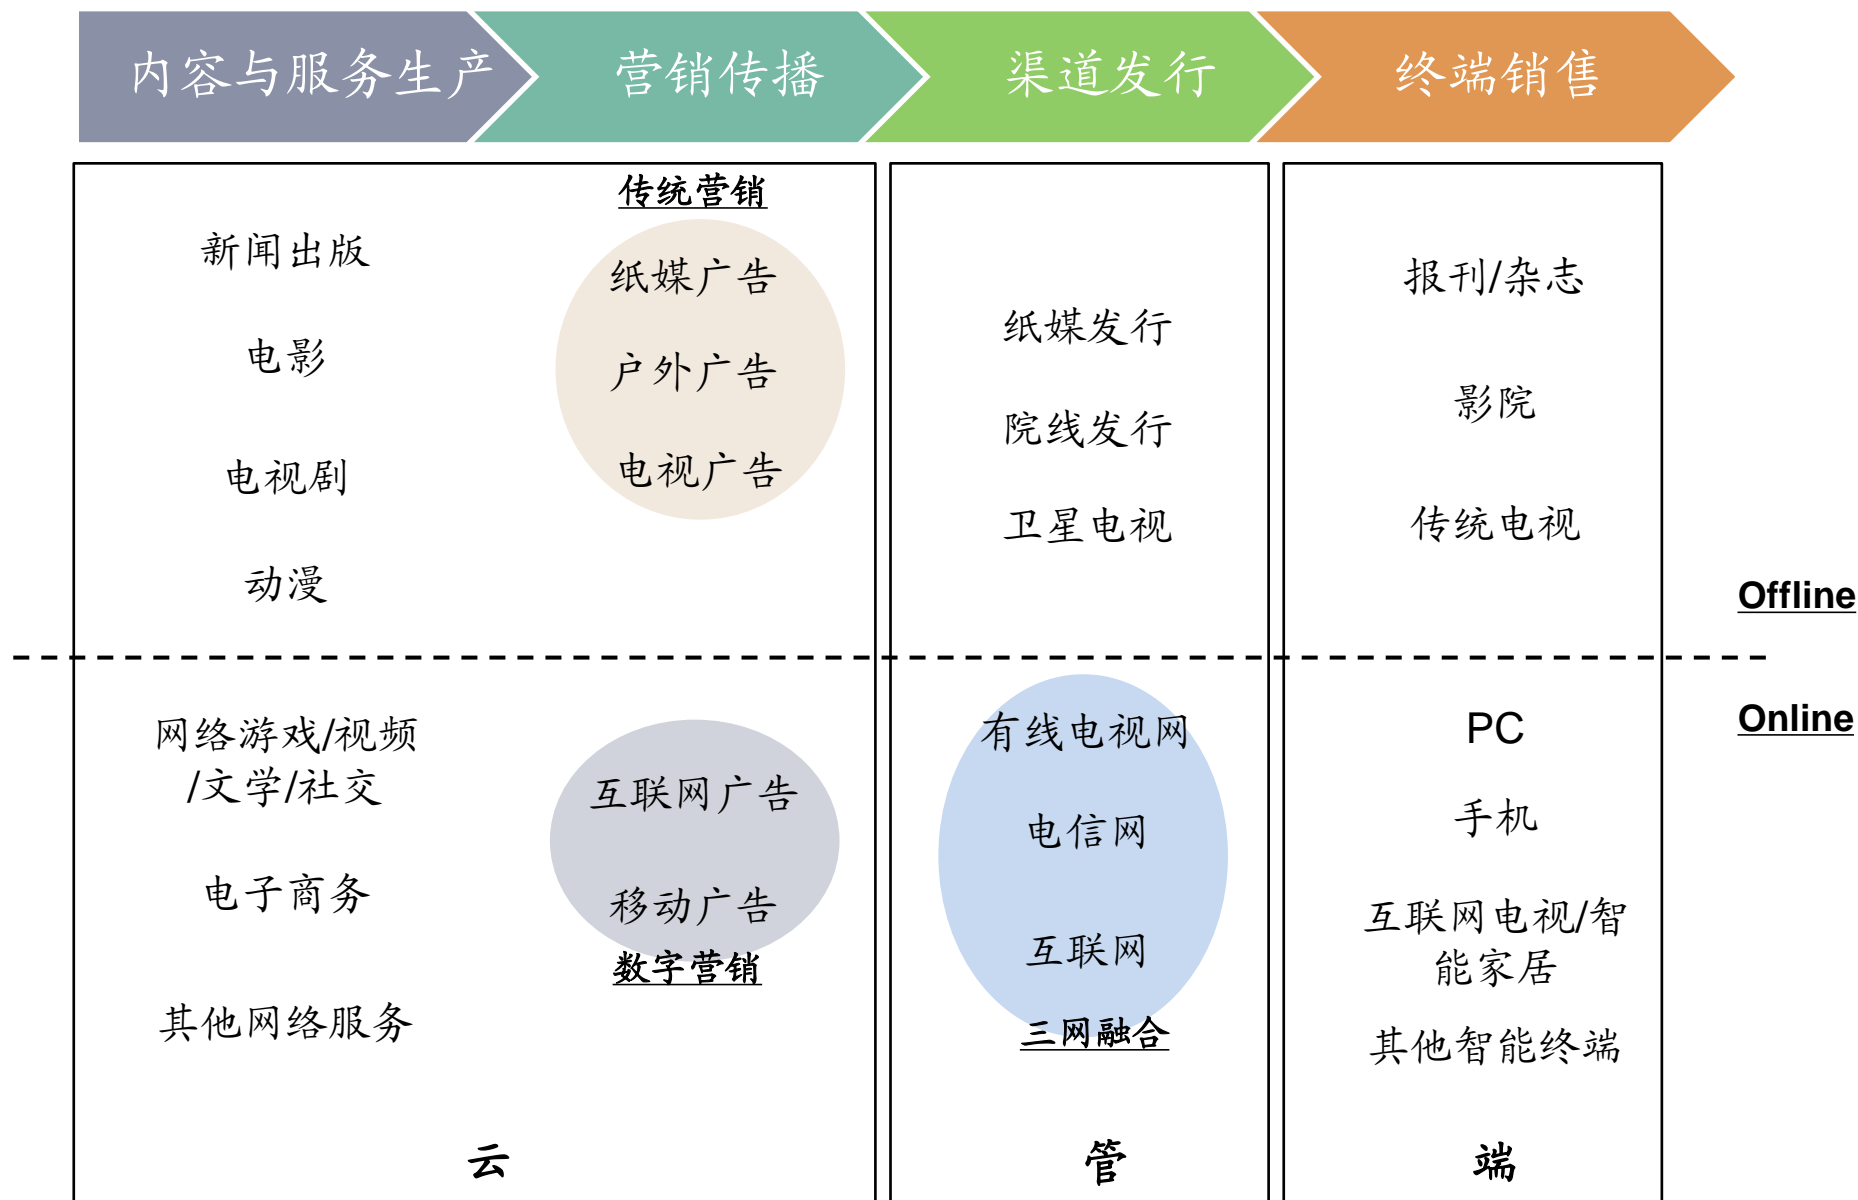 内容与服务生产
营销传播
渠道发行
终端销售
新闻出版
电影
电视剧
动漫
传统营销
纸媒广告
户外广告
电视广告
纸媒发行
院线发行
卫星电视
报刊/杂志
影院
传统电视
Offline
Online
网络游戏/视频
/文学/社交
电子商务
其他网络服务
互联网广告
移动广告
数字营销
有线电视网
电信网
互联网
三网融合
PC
手机
互联网电视/智
能家居
其他智能终端
云
管
端